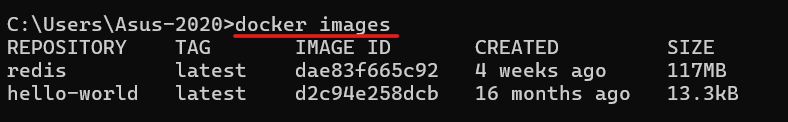 C:\Users\Asus-2020>docker images
REPOSITORY    TAG       IMAGE ID       CREATED         SIZE
redis         latest    dae83f665c92   4 weeks ago     117MB
hello-world   latest    d2c94e258dcb   16 months ago   13.3kB